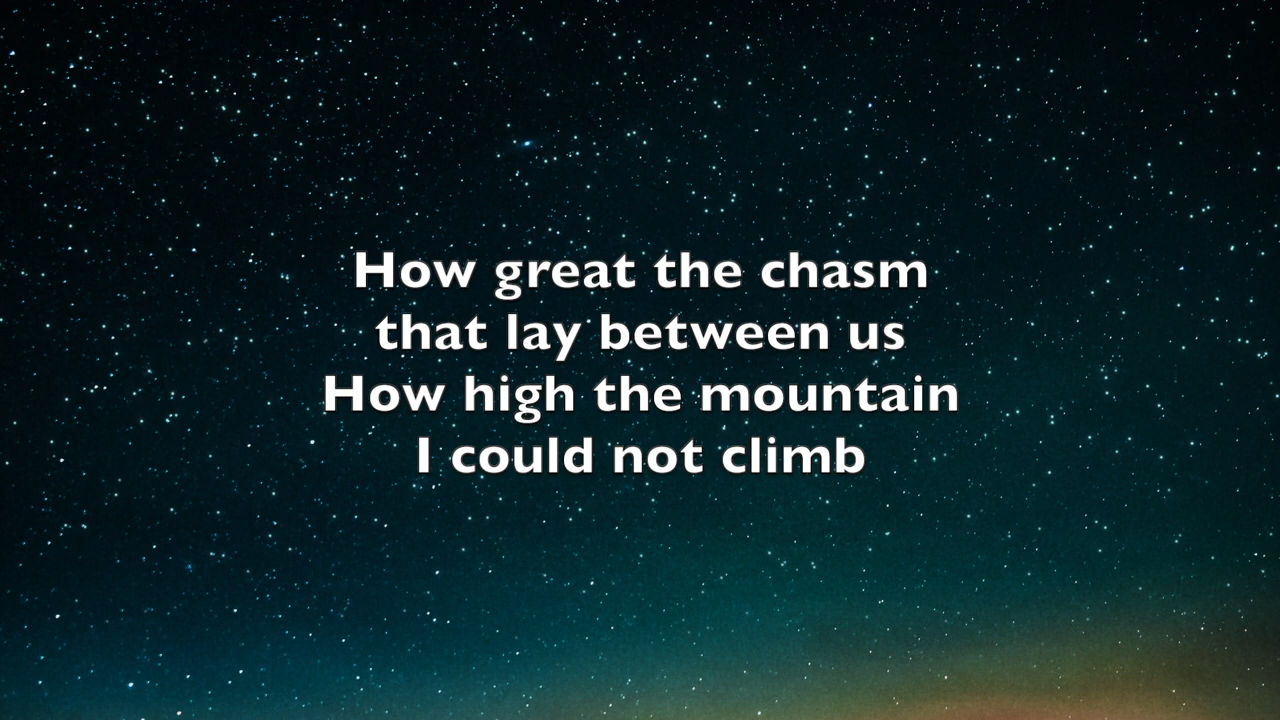 How great the chasm
that lay between us
How high the mountain
I could not climb